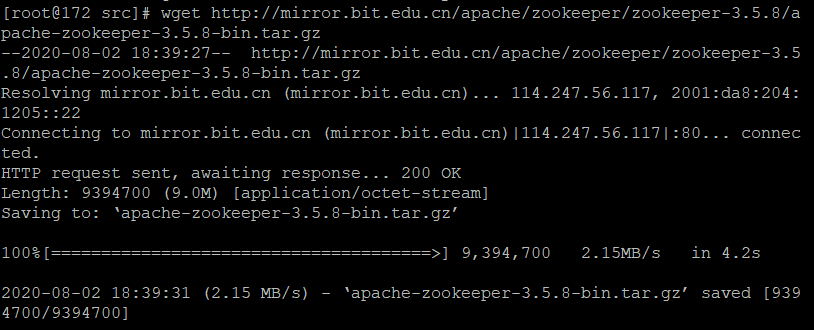 [root@172 src]# wget http://mirror.bit.edu.cn/apache/zookeeper/zookeeper-3.5.8/a
pache-zookeeper-3.5.8-bin.tar.gz
--2020-08-02 18:39:27--  http://mirror.bit.edu.cn/apache/zookeeper/zookeeper-3.5
.8/apache-zookeeper-3.5.8-bin.tar.gz
Resolving mirror.bit.edu.cn (mirror.bit.edu.cn)... 114.247.56.117, 2001:da8:204:
1205::22
Connecting to mirror.bit.edu.cn (mirror.bit.edu.cn)|114.247.56.117|:80... connec
ted.
HTTP request sent, awaiting response... 200 OK
Length: 9394700 (9.0M) [application/octet-stream]
Saving to: ‘apache-zookeeper-3.5.8-bin.tar.gz’
100%[======================================>] 9,394,700   2.15MB/s   in 4.2s
2020-08-02 18:39:31 (2.15 MB/s) - ‘apache-zookeeper-3.5.8-bin.tar.gz’ saved [939
4700/9394700]